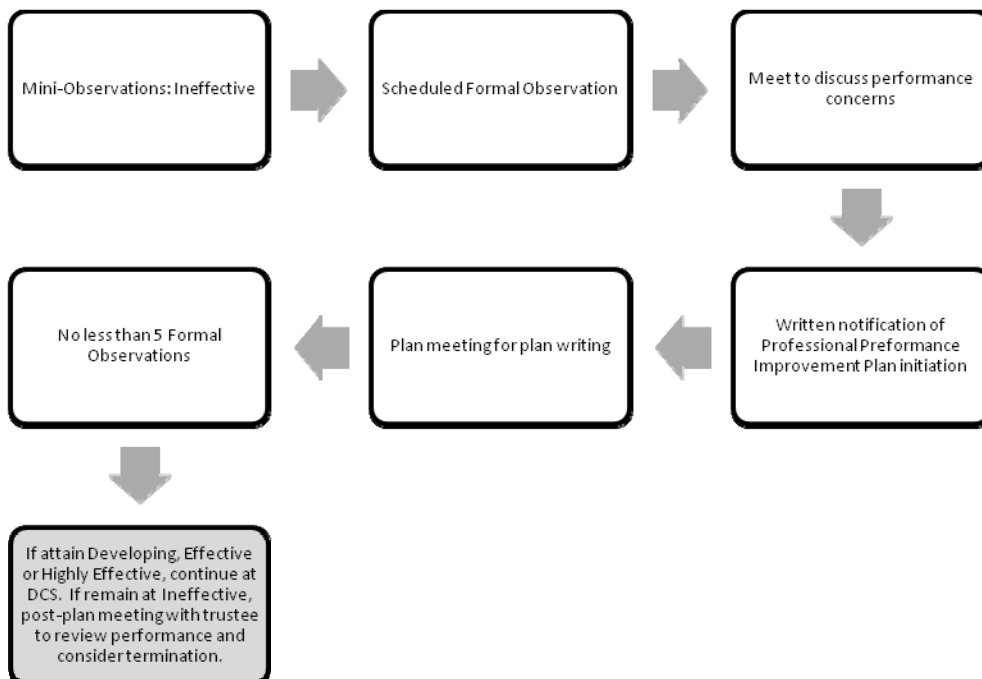 Mini-Observations: Ineffective
Scheduled Formal Observation
Meet to discuss performance
concerns
Written notification of
Professional Preformance
Improvement Plan initiation
Plan meeting for plan writing
No less than 5 Formal
Observations
If attain Developing, Effective
or Highly Effective, continue at
DCS. If remain at Ineffective,
post-plan meeting with trustee
to review performance and
consider termination.